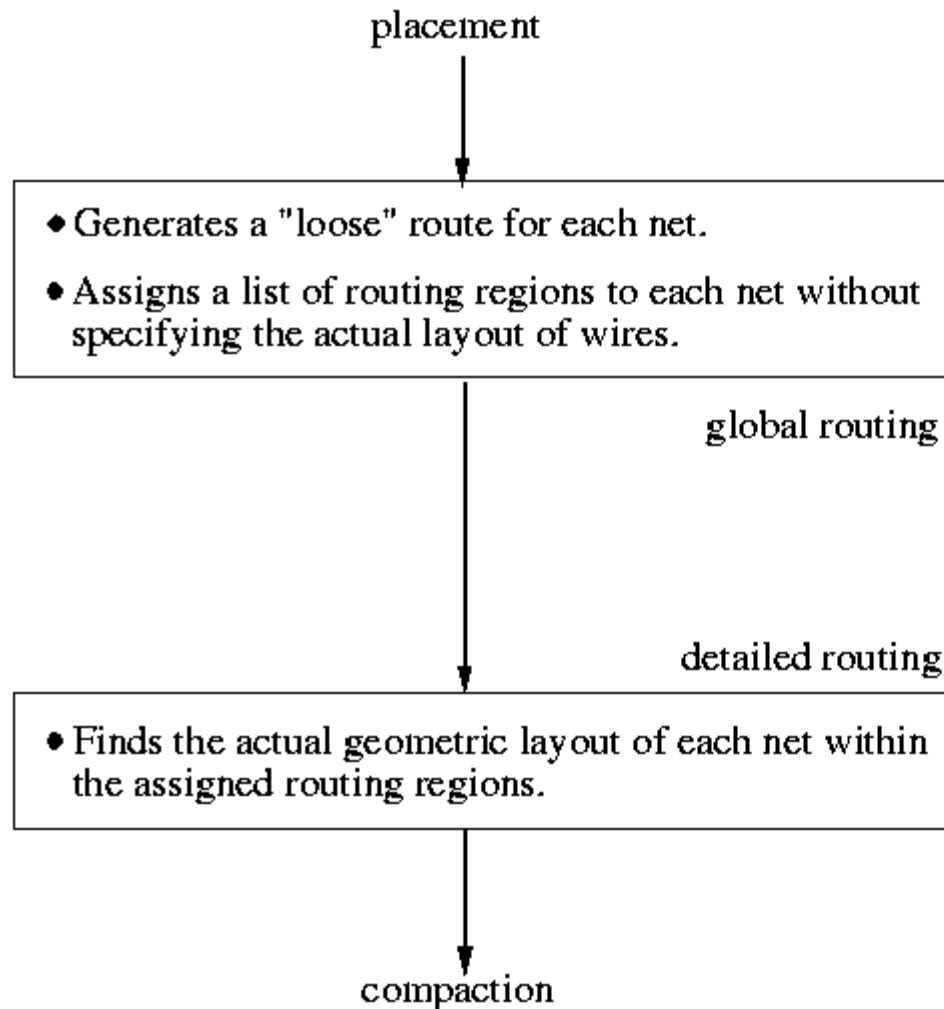 placement
◆ Generates a "loose" route for each net.
● Assigns a list of routing regions to each net without
specifying the actual layout of wires.
global routing
detailed routing
● Finds the actual geometric layout of each net within
the assigned routing regions.
compaction